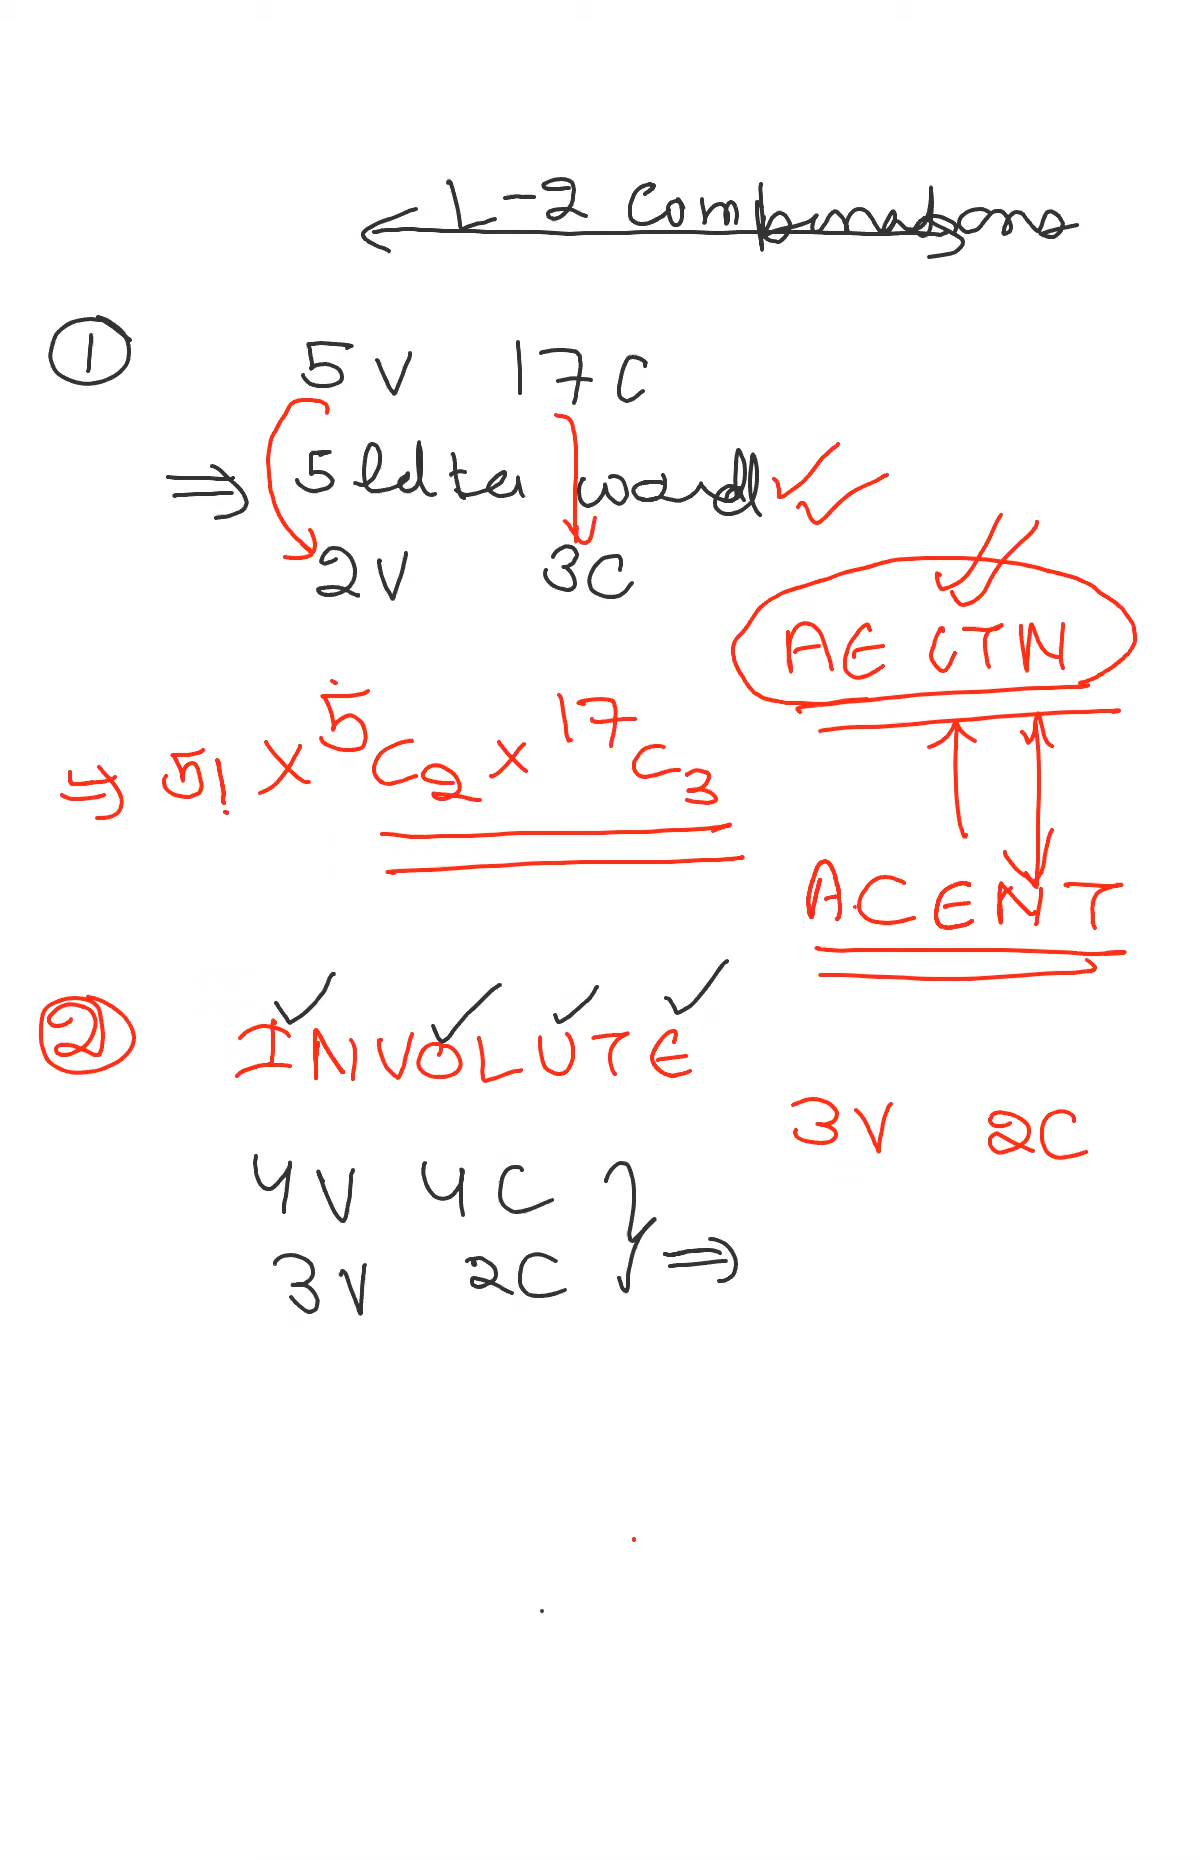 L-2 Combinations
1
5V 17C
⇒ 5 letter word
2V 3C
AE CTN
⇒ 5! × ⁵C₂ × ¹⁷C₃
ACENT
2 INVOLUTE
3V 2C
4V 4C
3V 2C } ⇒